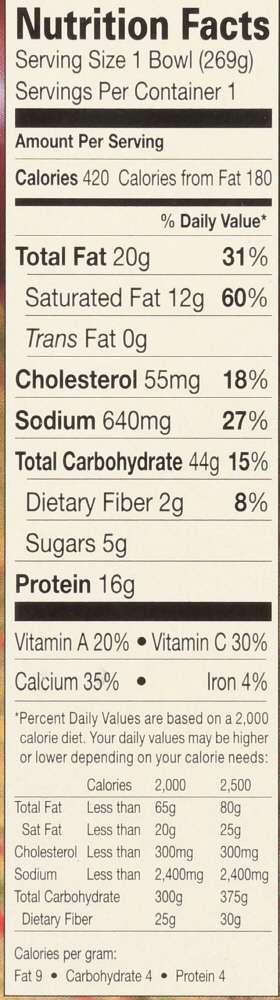 Nutrition Facts
Serving Size 1 Bowl (269g)
Servings Per Container 1
Amount Per Serving
Calories 420 Calories from Fat 180
% Daily Value*
Total Fat 20g 31%
Saturated Fat 12g 60%
Trans Fat 0g
Cholesterol 55mg 18%
Sodium 640mg 27%
Total Carbohydrate 44g 15%
Dietary Fiber 2g 8%
Sugars 5g
Protein 16g
Vitamin A 20% • Vitamin C 30%
Calcium 35% • Iron 4%
*Percent Daily Values are based on a 2,000
calorie diet. Your daily values may be higher
or lower depending on your calorie needs:
Calories 2,000 2,500
Total Fat Less than 65g 80g
Sat Fat Less than 20g 25g
Cholesterol Less than 300mg 300mg
Sodium Less than 2,400mg 2,400mg
Total Carbohydrate 300g 375g
Dietary Fiber 25g 30g
Calories per gram:
Fat 9 • Carbohydrate 4 • Protein 4